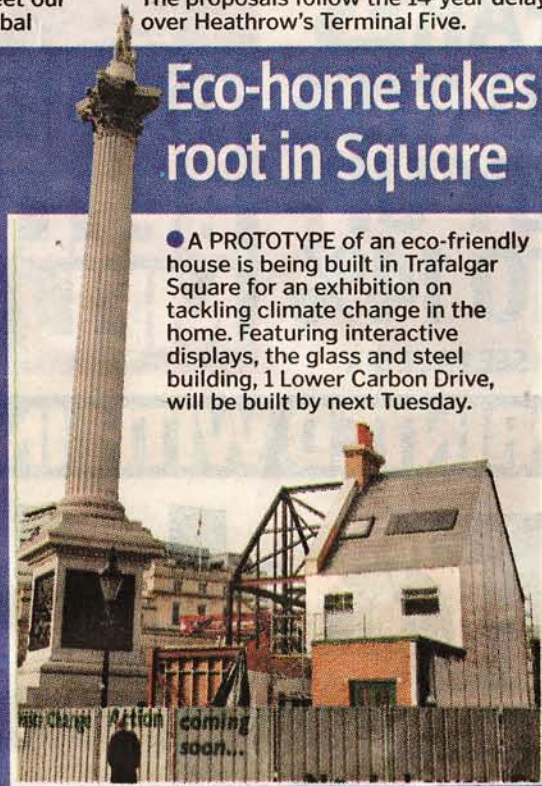 eet our
bal
The proposals follow the 14-year delay
over Heathrow's Terminal Five.
Eco-home takes
root in Square
●A PROTOTYPE of an eco-friendly
house is being built in Trafalgar
Square for an exhibition on
tackling climate change in the
home. Featuring interactive
displays, the glass and steel
building, 1 Lower Carbon Drive,
will be built by next Tuesday.
Change Action coming
soon...